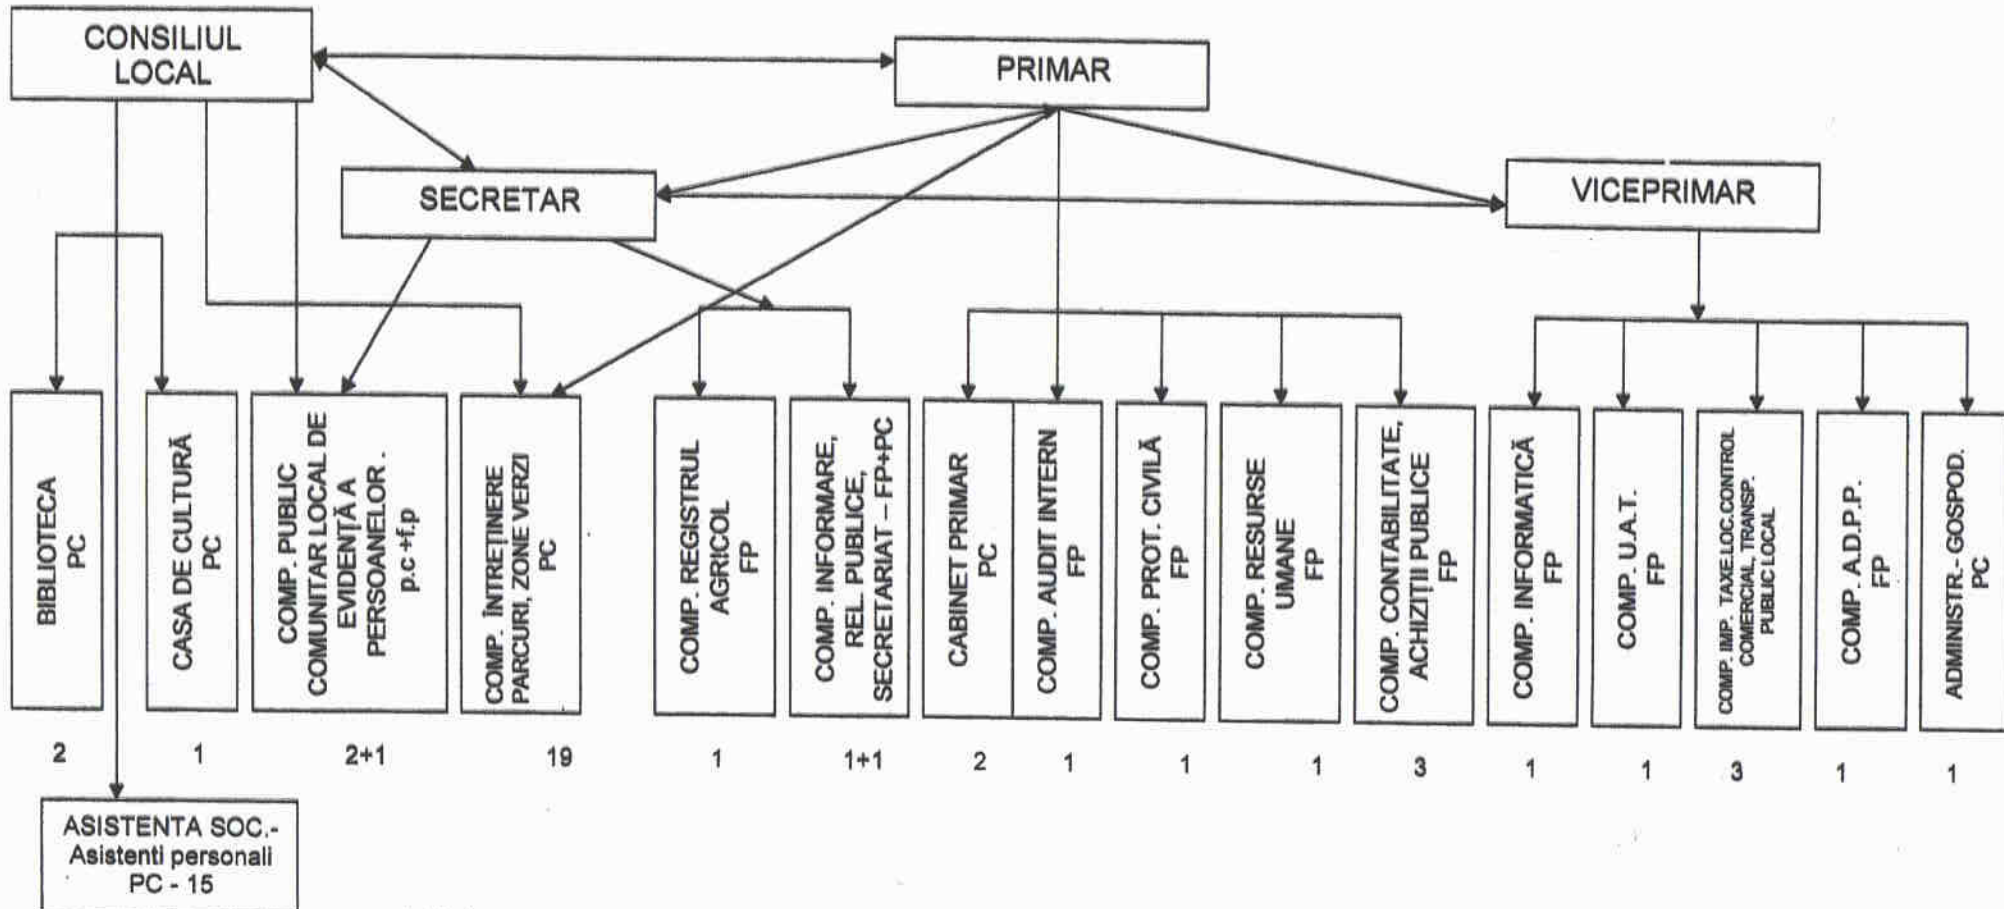 CONSILIUL
LOCAL
PRIMAR
SECRETAR
VICEPRIMAR
BIBLIOTECA
PC
CASA DE CULTURĂ
PC
COMP. PUBLIC
COMUNITAR LOCAL DE
EVIDENȚĂ A
PERSOANELOR .
p.c +f.p
COMP. ÎNTREȚINERE
PARCURI, ZONE VERZI
PC
COMP. REGISTRUL
AGRICOL
FP
COMP. INFORMARE,
REL. PUBLICE,
SECRETARIAT – FP+PC
CABINET PRIMAR
PC
COMP. AUDIT INTERN
FP
COMP. PROT. CIVILĂ
FP
COMP. RESURSE
UMANE
FP
COMP. CONTABILITATE,
ACHIZIȚII PUBLICE
FP
COMP. INFORMATICĂ
FP
COMP. U.A.T.
FP
COMP. IMP. TAXE.LOC.CONTROL
COMERCIAL, TRANSP.
PUBLIC LOCAL
COMP. A.D.P.P.
FP
ADMINISTR.- GOSPOD.
PC
2
1
2+1
19
1
1+1
2
1
1
1
3
1
1
3
1
1
ASISTENTA SOC.-
Asistenti personali
PC - 15